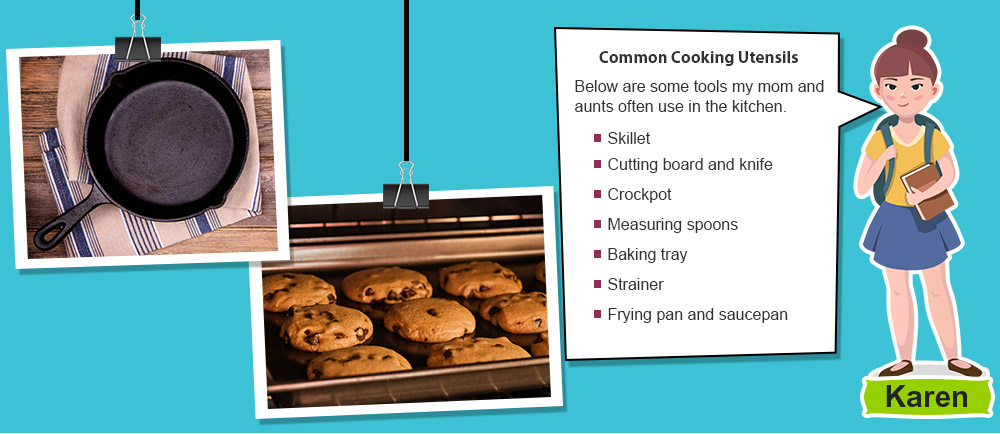 Common Cooking Utensils
Below are some tools my mom and
aunts often use in the kitchen.
Skillet
Cutting board and knife
Crockpot
Measuring spoons
Baking tray
Strainer
Frying pan and saucepan
Karen